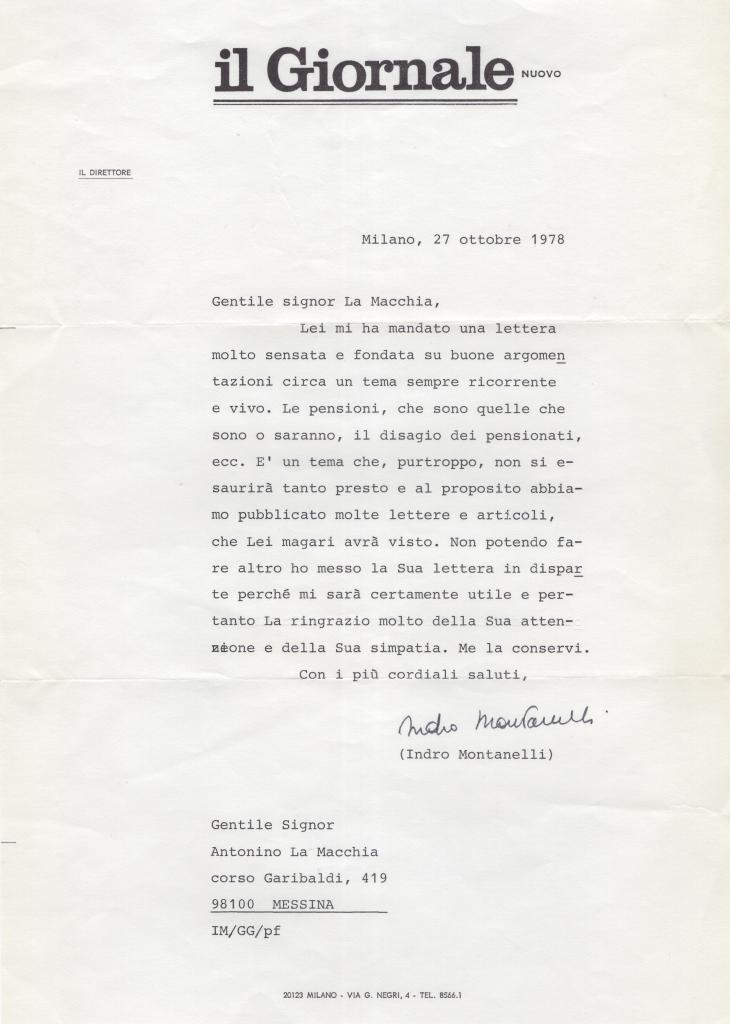 il Giornale NUOVO
IL DIRETTORE
Milano, 27 ottobre 1978
Gentile signor La Macchia,
Lei mi ha mandato una lettera
molto sensata e fondata su buone argomen
tazioni circa un tema sempre ricorrente
e vivo. Le pensioni, che sono quelle che
sono o saranno, il disagio dei pensionati,
ecc. E' un tema che, purtroppo, non si e-
saurirà tanto presto e al proposito abbia-
mo pubblicato molte lettere e articoli,
che Lei magari avrà visto. Non potendo fa-
re altro ho messo la Sua lettera in dispar
te perché mi sarà certamente utile e per-
tanto La ringrazio molto della Sua atten-
zione e della Sua simpatia. Me la conservi.
Con i più cordiali saluti,
Indro Montanelli
(Indro Montanelli)
Gentile Signor
Antonino La Macchia
corso Garibaldi, 419
98100 MESSINA
IM/GG/pf
20123 MILANO - VIA G. NEGRI, 4 - TEL. 8566.1